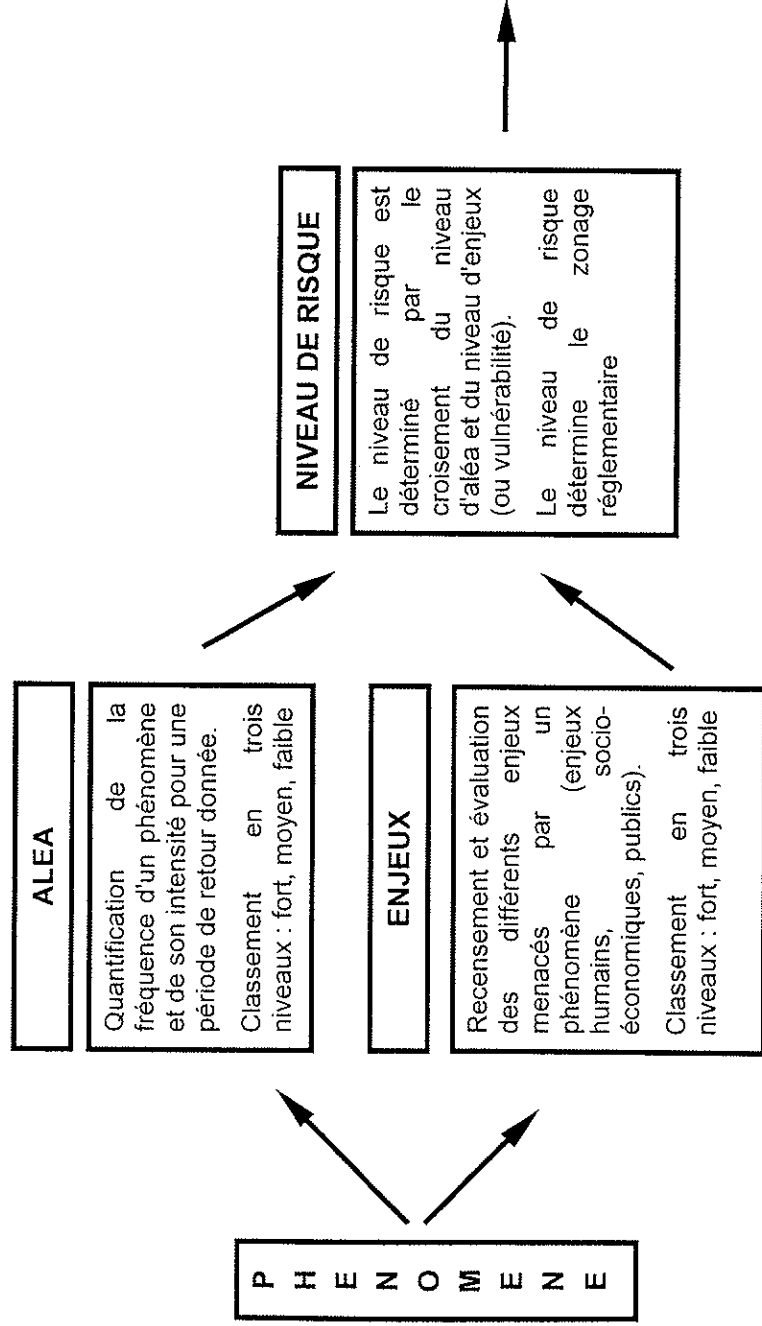 P
H
E
N
O
M
E
N
E
ALEA
Quantification de la
fréquence d'un phénomène
et de son intensité pour une
période de retour donnée.
Classement en trois
niveaux : fort, moyen, faible
ENJEUX
Recensement et évaluation
des différents enjeux
menacés par un
phénomène (enjeux
humains, socio-
économiques, publics).
Classement en trois
niveaux : fort, moyen, faible
NIVEAU DE RISQUE
Le niveau de risque est
déterminé par le
croisement du niveau
d'aléa et du niveau d'enjeux
(ou vulnérabilité).
Le niveau de risque
détermine le zonage
réglementaire